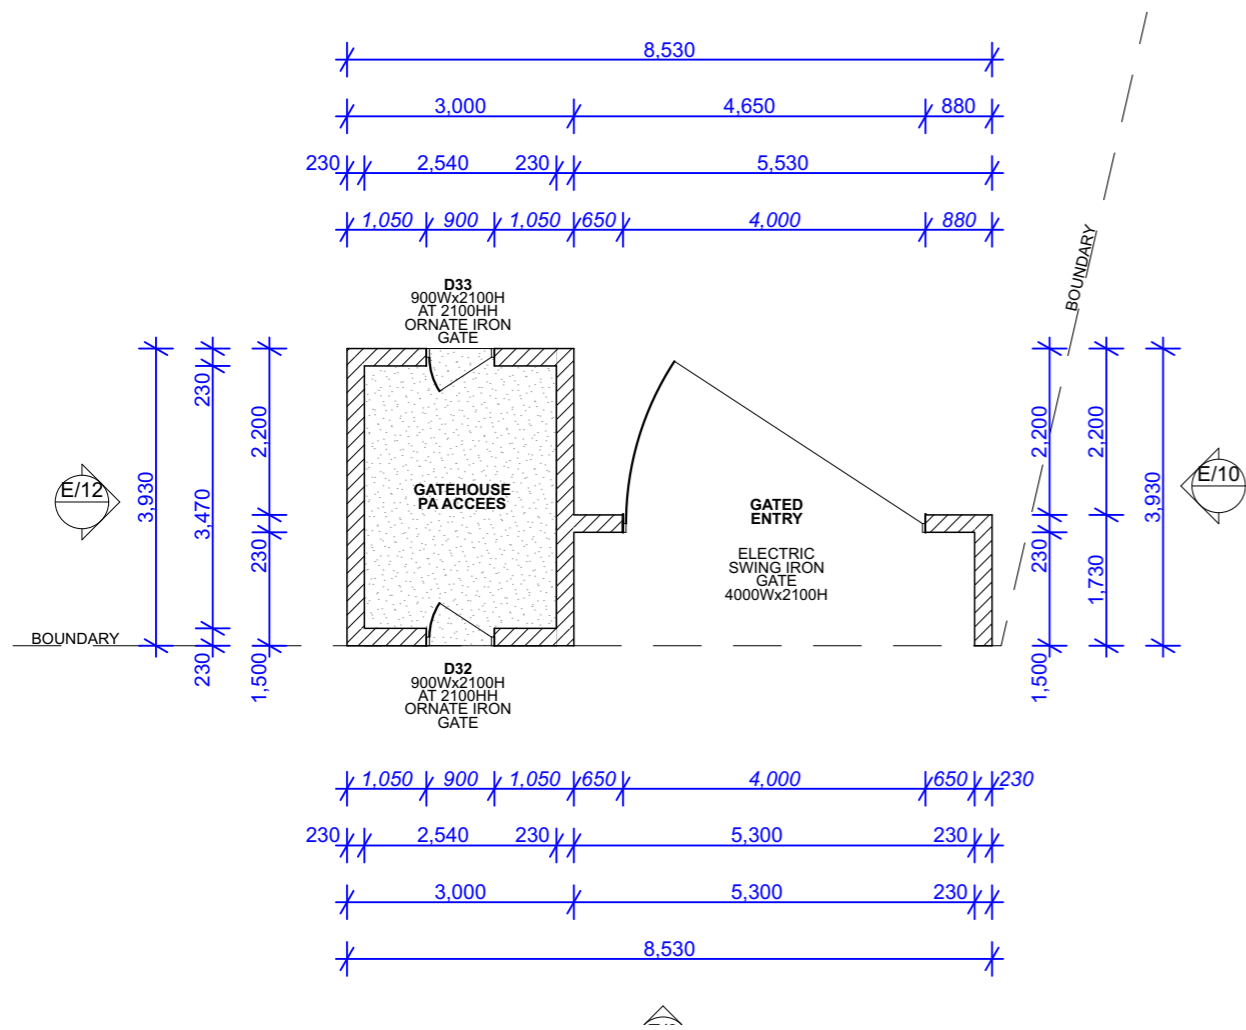 8,530
3,000 4,650 880
230 2,540 230 5,530
1,050 900 1,050 650 4,000 880
BOUNDARY
D33
900Wx2100H
AT 2100HH
ORNATE IRON
GATE
3,930
230 3,470 230
2,200 230 1,500
E/12
GATEHOUSE
PA ACCEES
GATED
ENTRY
ELECTRIC
SWING IRON
GATE
4000Wx2100H
2,200 230 1,500
2,200 1,730
3,930
E/10
BOUNDARY
D32
900Wx2100H
AT 2100HH
ORNATE IRON
GATE
1,050 900 1,050 650 4,000 650 230
230 2,540 230 5,300 230
3,000 5,300 230
8,530